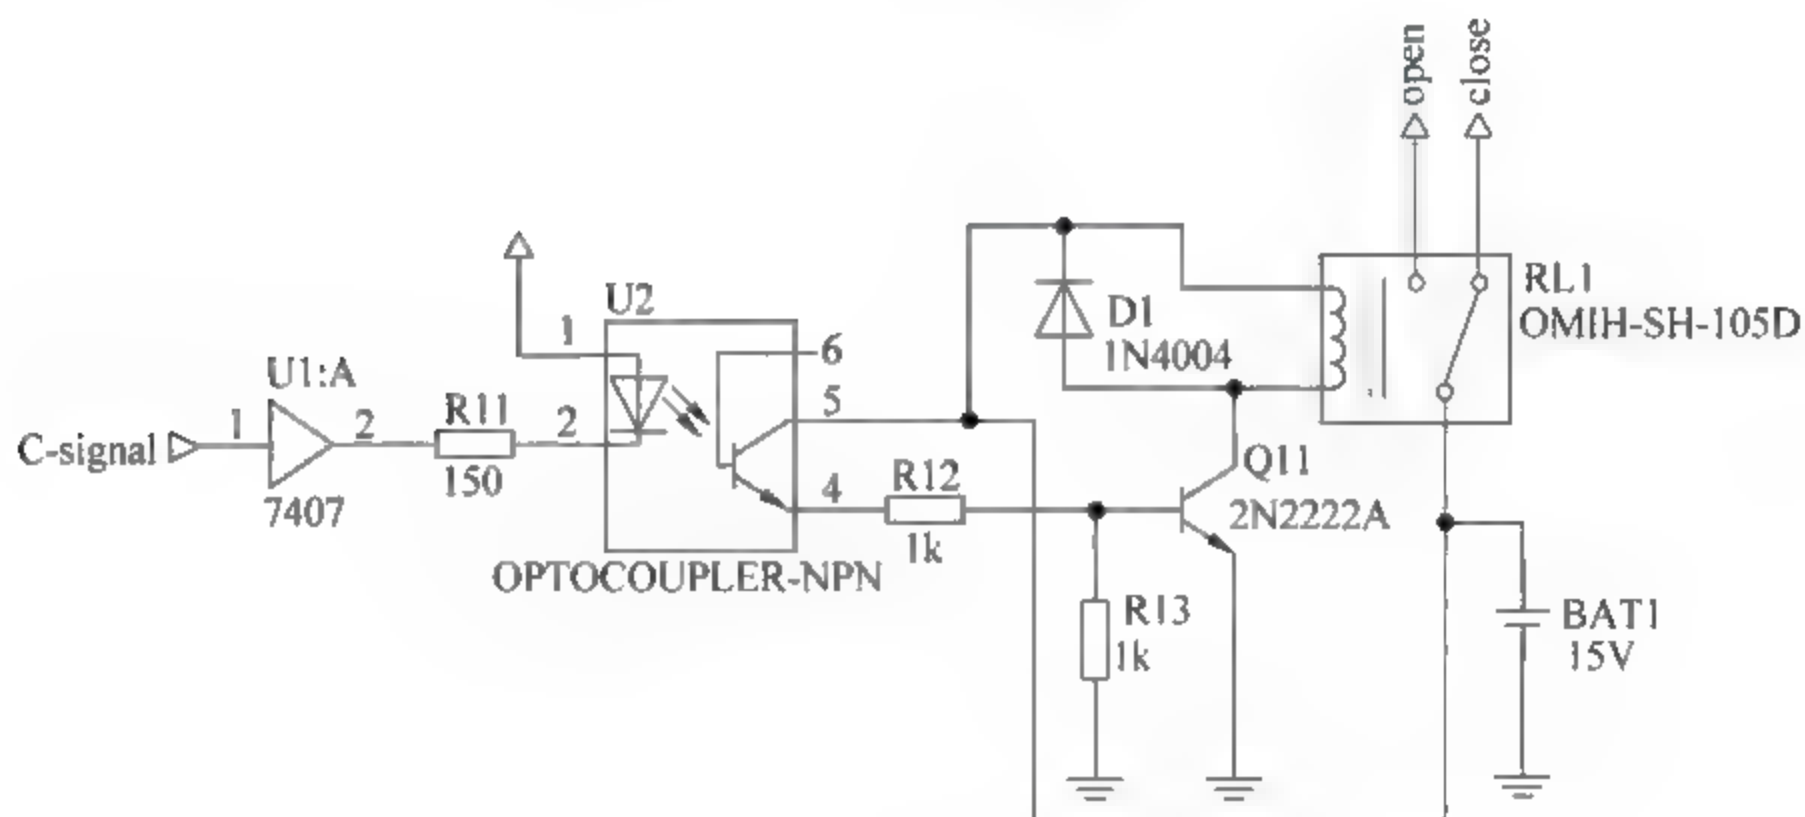 open
close
U2
RL1
OMIH-SH-105D
1
6
D1
1N4004
U1:A
5
1
2
R11
2
C-signal
150
7407
4
R12
Q11
2N2222A
1k
OPTOCOUPLER-NPN
R13
1k
BAT1
15V